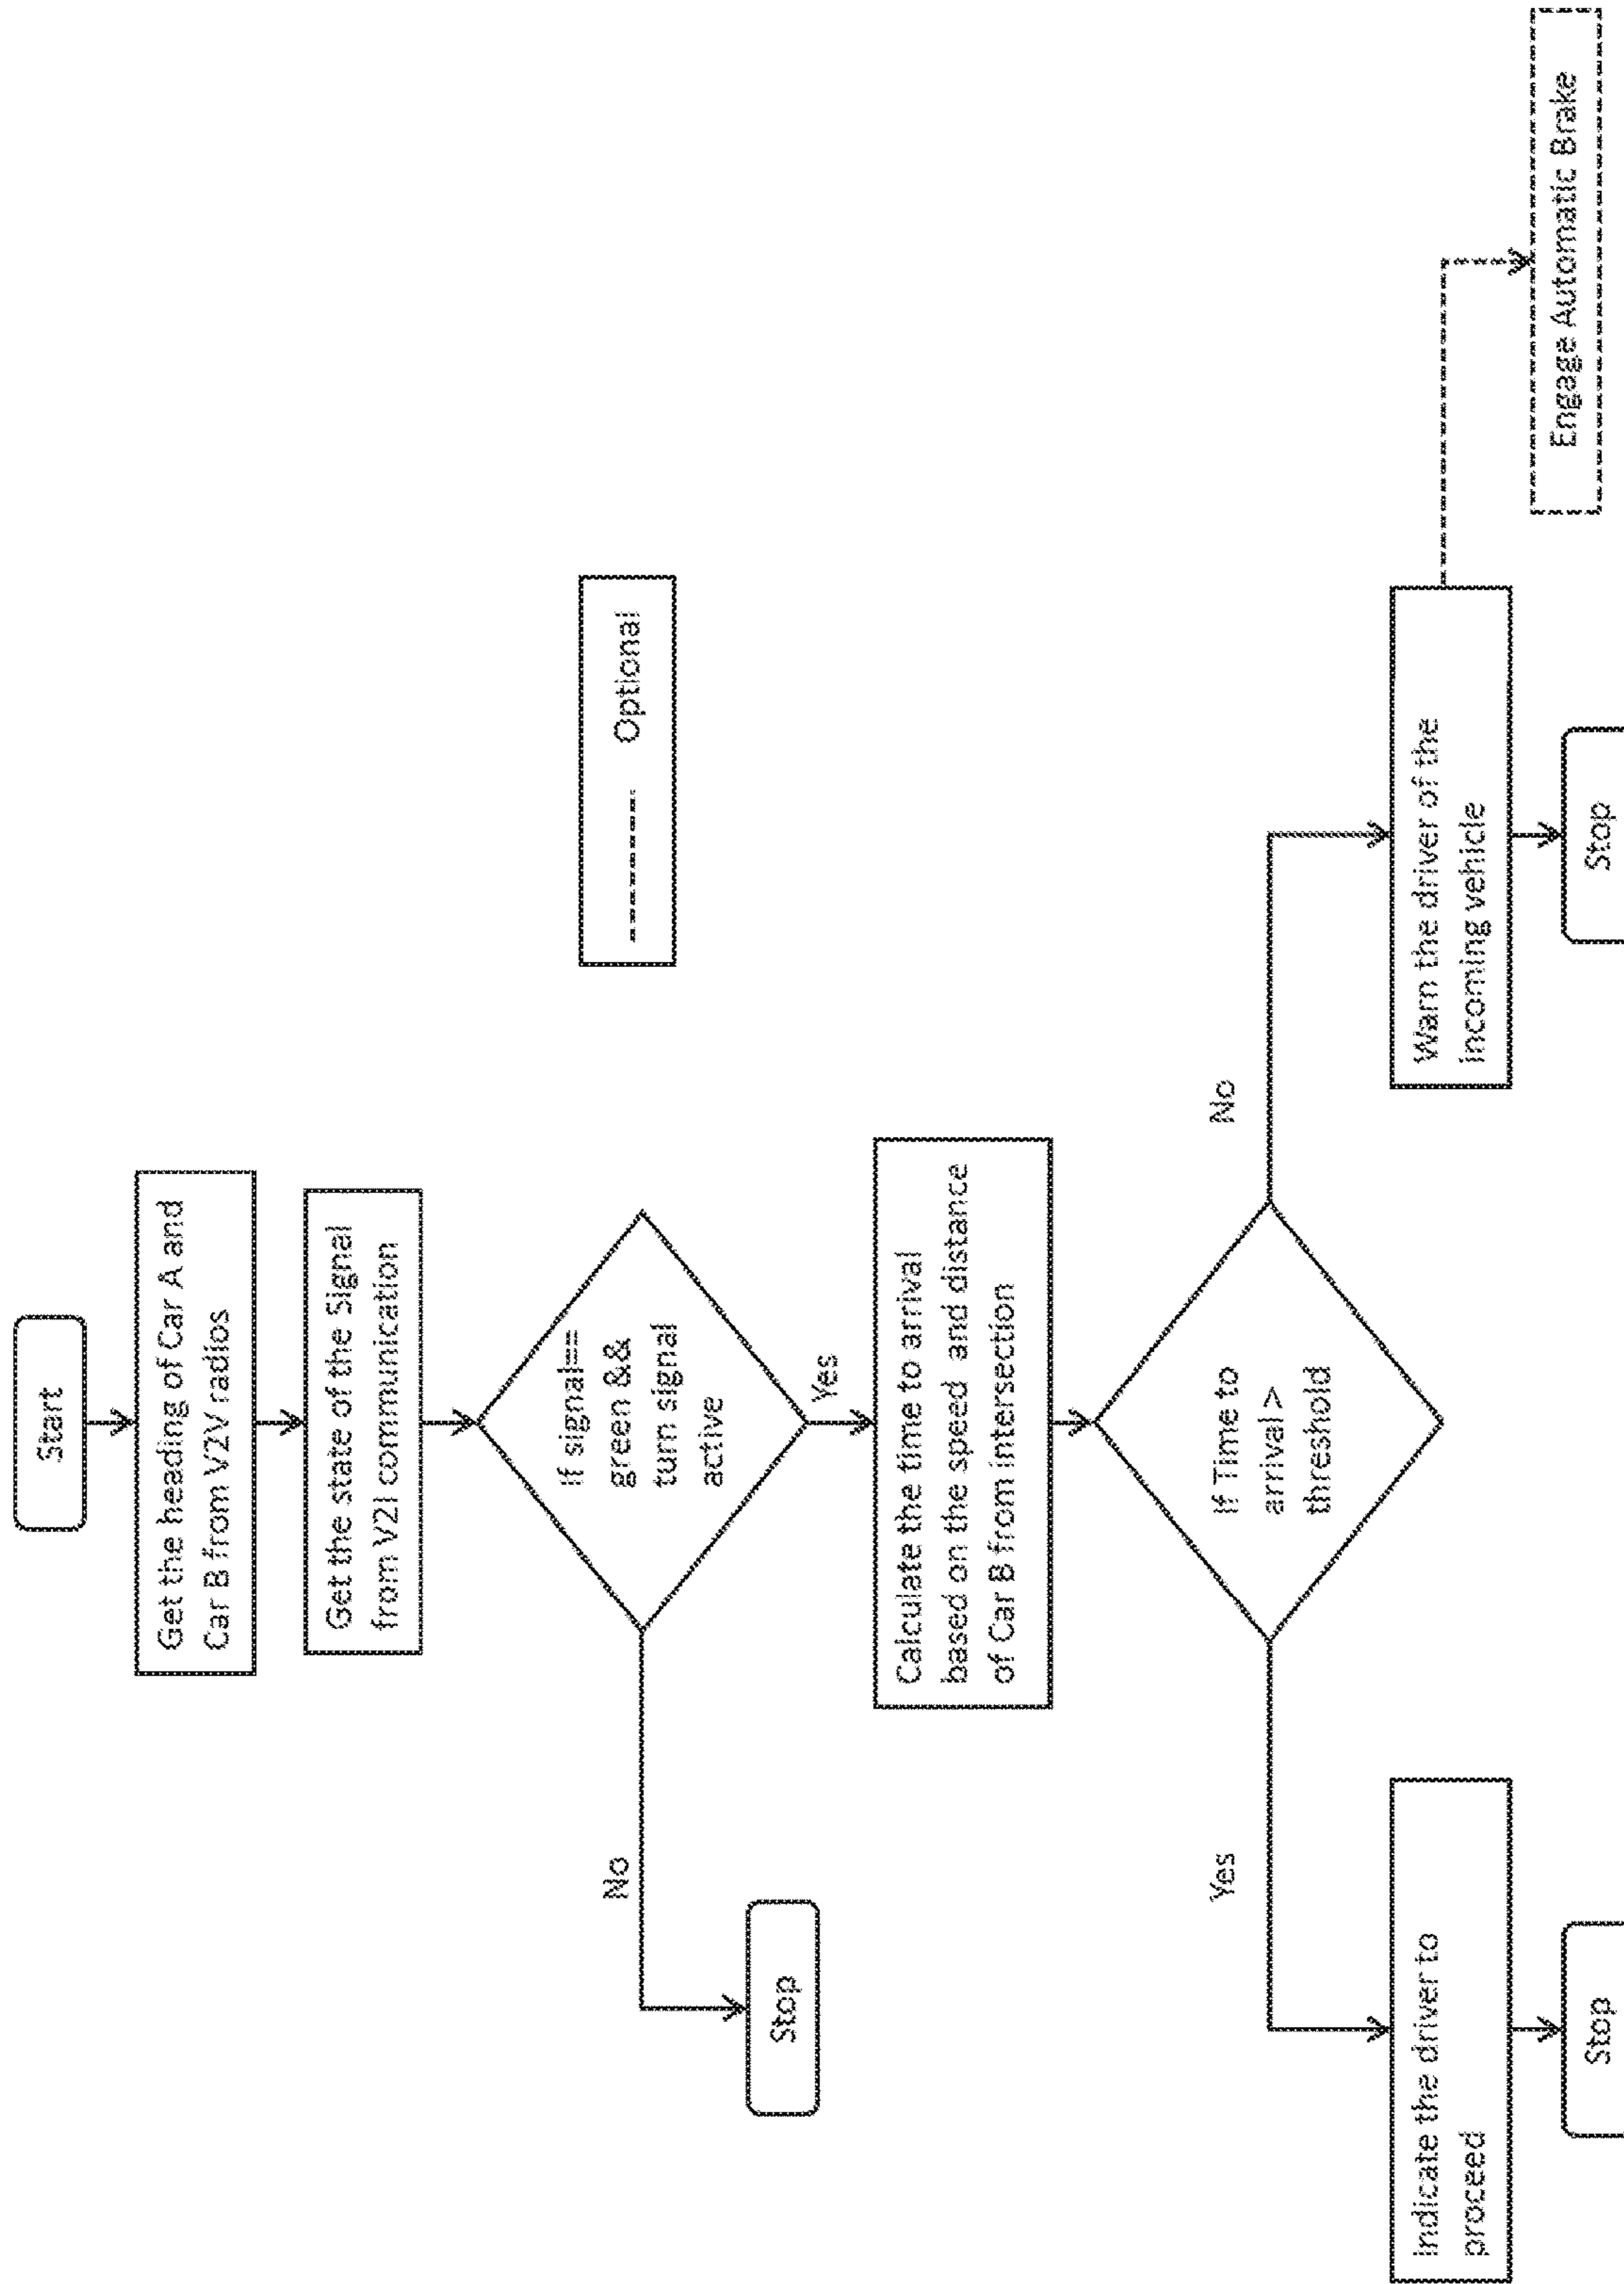 Start
Get the heading of Car A and
Car B from V2V radios
Get the state of the Signal
from V2I communication
If signal==
green &&
turn signal
active
No
Yes
Stop
Optional
Calculate the time to arrival
based on the speed and distance
of Car B from intersection
If Time to
arrival >
threshold
Yes
No
Indicate the driver to
proceed
Stop
Warn the driver of the
incoming vehicle
Stop
Engage Automatic Brake